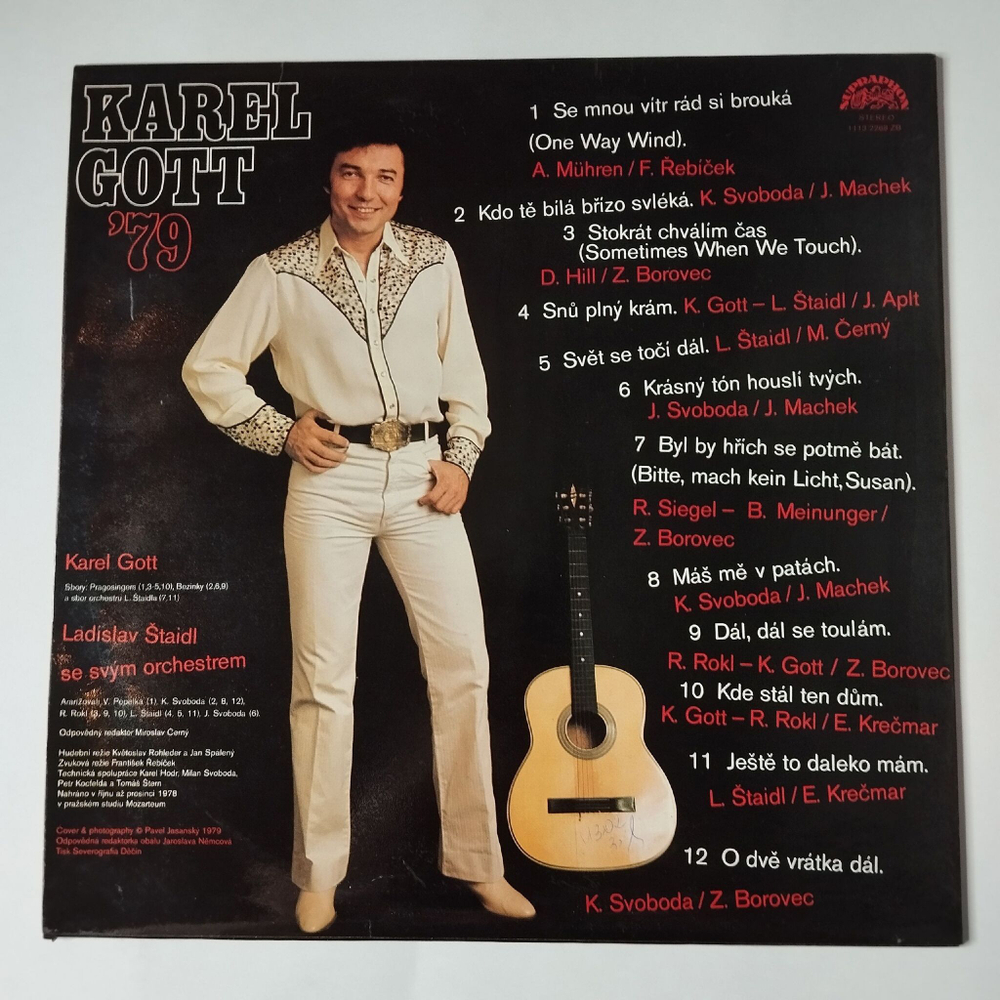 KAREL
GOTT
'79
SUPRAPHON
STEREO
1113 2268 ZB
1 Se mnou vítr rád si brouká
(One Way Wind).
A. Mühren / F. Řebíček
2 Kdo tě bílá břízo svléká. K. Svoboda / J. Machek
3 Stokrát chválím čas
(Sometimes When We Touch).
D. Hill / Z. Borovec
4 Snů plný krám. K. Gott – L. Štaidl / J. Aplt
5 Svět se točí dál. L. Štaidl / M. Černý
6 Krásný tón houslí tvých.
J. Svoboda / J. Machek
7 Byl by hřích se potmě bát.
(Bitte, mach kein Licht, Susan).
R. Siegel – B. Meinunger /
Z. Borovec
8 Máš mě v patách.
K. Svoboda / J. Machek
9 Dál, dál se toulám.
R. Rokl – K. Gott / Z. Borovec
10 Kde stál ten dům.
K. Gott – R. Rokl / E. Krečmar
11 Ještě to daleko mám.
L. Štaidl / E. Krečmar
12 O dvě vrátka dál.
K. Svoboda / Z. Borovec
Karel Gott
Sbory: Pragosingers (1,3-5,10), Bezinky (2,6,9)
a sbor orchestru L. Štaidla (7,11)
Ladislav Štaidl
se svým orchestrem
Aranžovali V. Popelka (1), K. Svoboda (2, 8, 12),
R. Rokl (3, 9, 10), L. Štaidl (4, 5, 11), J. Svoboda (6).
Odpovědný redaktor Miroslav Černý
Hudební režie Květoslav Rohleder a Jan Spálený
Zvuková režie František Řebíček
Technická spolupráce Karel Hodr, Milan Svoboda,
Petr Kocfelda a Tomáš Štern
Nahráno v říjnu až prosinci 1978
v pražském studiu Mozarteum
Cover & photography © Pavel Jasanský 1979
Odpovědná redaktorka obalu Jaroslava Němcová
Tisk Severografia Děčín